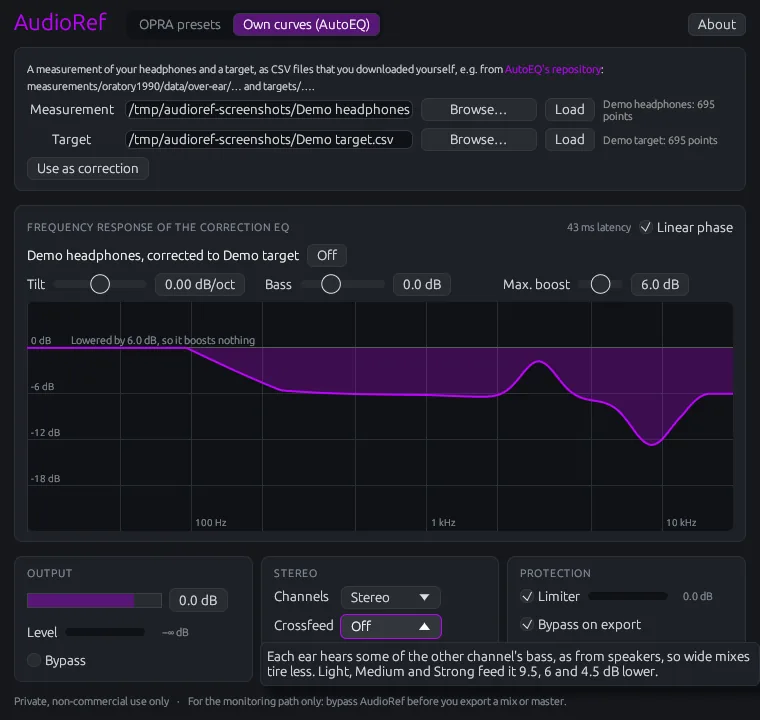 AudioRef OPRA presets Own curves (AutoEQ) About
A measurement of your headphones and a target, as CSV files that you downloaded yourself, e.g. from AutoEQ's repository:
measurements/oratory1990/data/over-ear/… and targets/….
Measurement /tmp/audioref-screenshots/Demo headphones Browse… Load Demo headphones: 695
points
Target /tmp/audioref-screenshots/Demo target.csv Browse… Load Demo target: 695 points
Use as correction
FREQUENCY RESPONSE OF THE CORRECTION EQ 43 ms latency Linear phase
Demo headphones, corrected to Demo target Off
Tilt 0.00 dB/oct Bass 0.0 dB Max. boost 6.0 dB
0 dB Lowered by 6.0 dB, so it boosts nothing
-6 dB
-12 dB
-18 dB
100 Hz 1 kHz 10 kHz
OUTPUT
0.0 dB
Level -∞ dB
Bypass
STEREO
Channels Stereo
Crossfeed Off
PROTECTION
Limiter 0.0 dB
Bypass on export
Each ear hears some of the other channel's bass, as from speakers, so wide mixes
tire less. Light, Medium and Strong feed it 9.5, 6 and 4.5 dB lower.
Private, non-commercial use only · For the monitoring path only: bypass AudioRef before you export a mix or master.